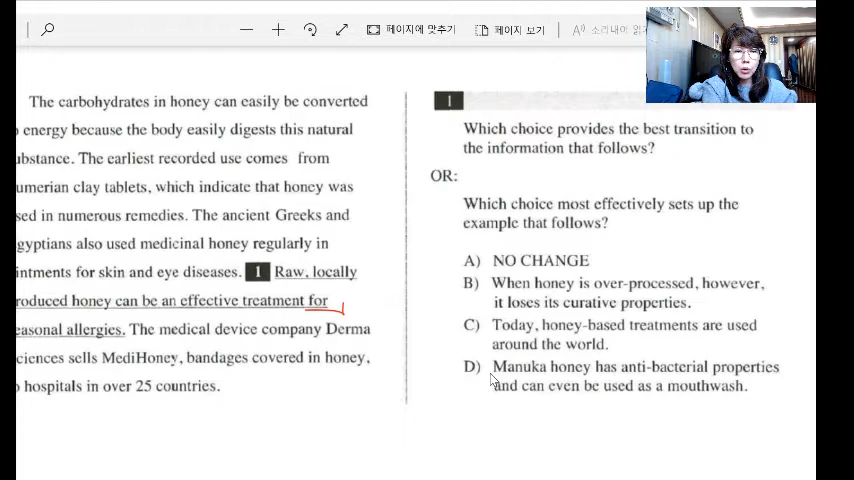 페이지에 맞추기
페이지 보기
A
소리내어 읽
The carbohydrates in honey can easily be converted
energy because the body easily digests this natural
ubstance. The earliest recorded use comes from
umerian clay tablets, which indicate that honey was
sed in numerous remedies. The ancient Greeks and
gyptians also used medicinal honey regularly in
intments for skin and eye diseases. 1 Raw, locally
roduced honey can be an effective treatment for
easonal allergies. The medical device company Derma
ciences sells MediHoney, bandages covered in honey,
o hospitals in over 25 countries.
1
Which choice provides the best transition to
the information that follows?
OR:
Which choice most effectively sets up the
example that follows?
A) NO CHANGE
B) When honey is over-processed, however,
it loses its curative properties.
C) Today, honey-based treatments are used
around the world.
D) Manuka honey has anti-bacterial properties
and can even be used as a mouthwash.